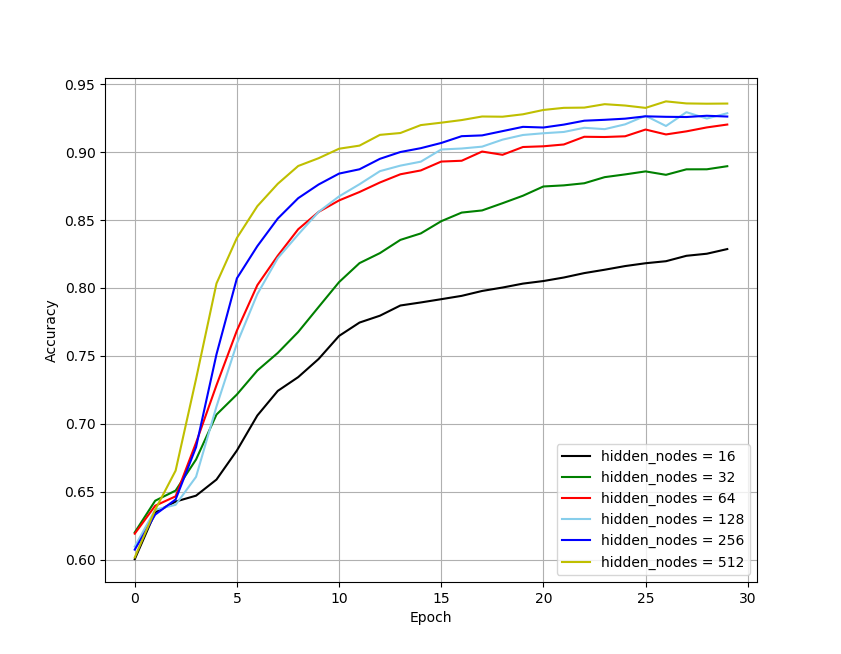 0.95
0.90
0.85
0.80
0.75
0.70
0.65
0.60
Accuracy
0 5 10 15 20 25 30
Epoch
hidden_nodes = 16
hidden_nodes = 32
hidden_nodes = 64
hidden_nodes = 128
hidden_nodes = 256
hidden_nodes = 512